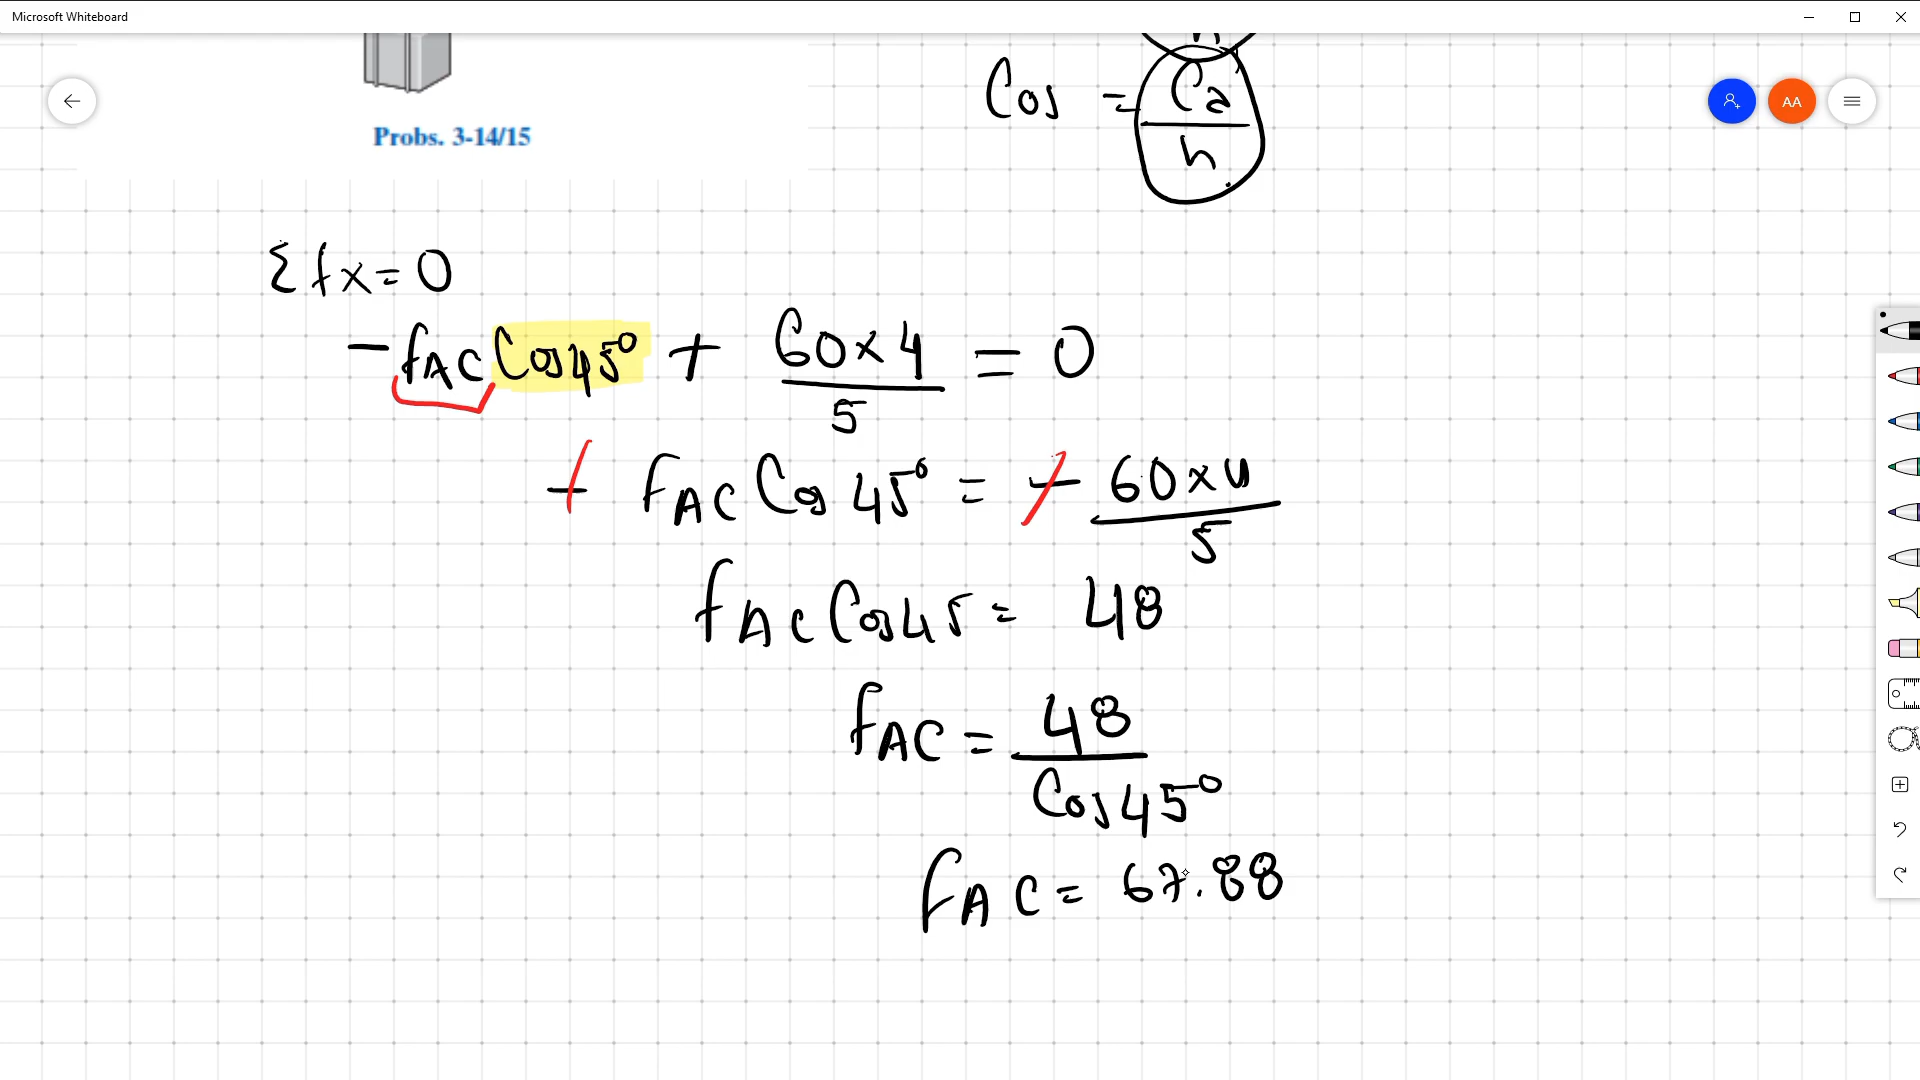 Microsoft Whiteboard
Cos = Ca
h
AA
Probs. 3-14/15
Σfx=0
-fAC Cos45° + 60×4 = 0
5
- FAC Cos 45° = - 60×4
5
fAC Cos45 = 48
fAC = 48
Cos45°
FAC = 67.88